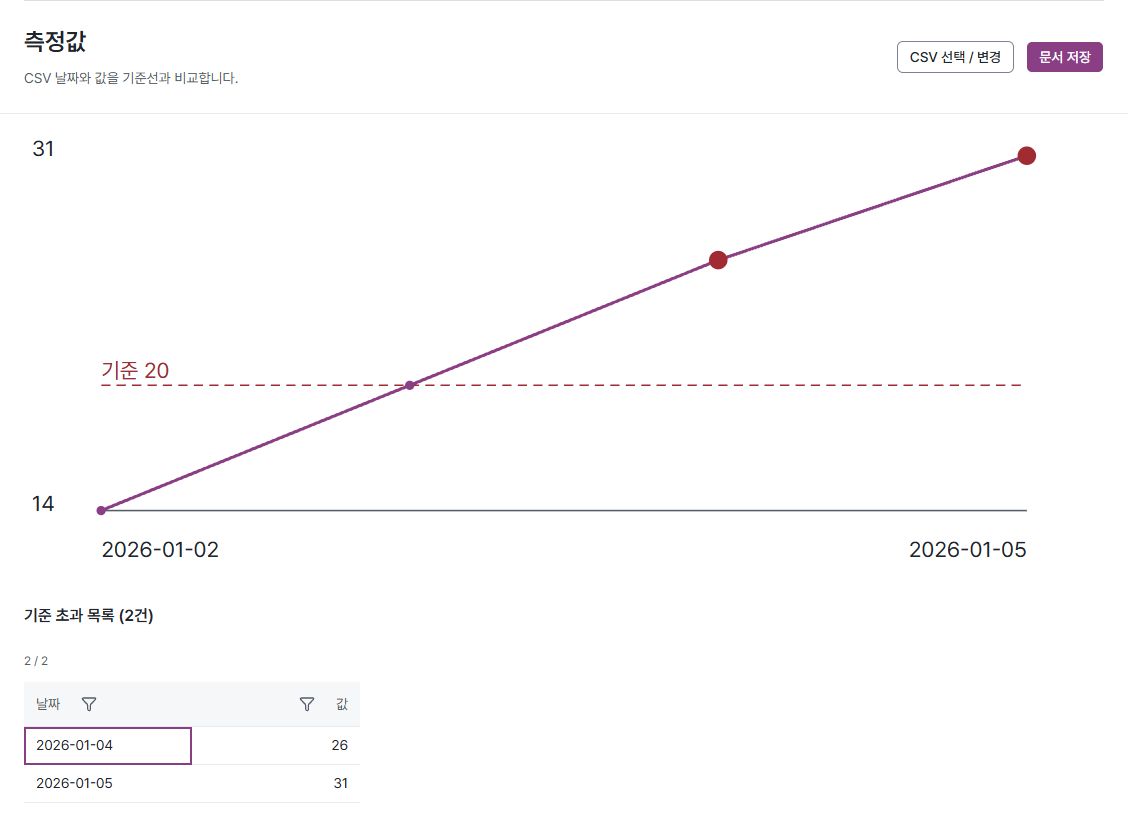 측정값
CSV 날짜와 값을 기준선과 비교합니다.
CSV 선택 / 변경
문서 저장
31
기준 20
14
2026-01-02
2026-01-05
기준 초과 목록 (2건)
2 / 2
날짜 값
2026-01-04 26
2026-01-05 31